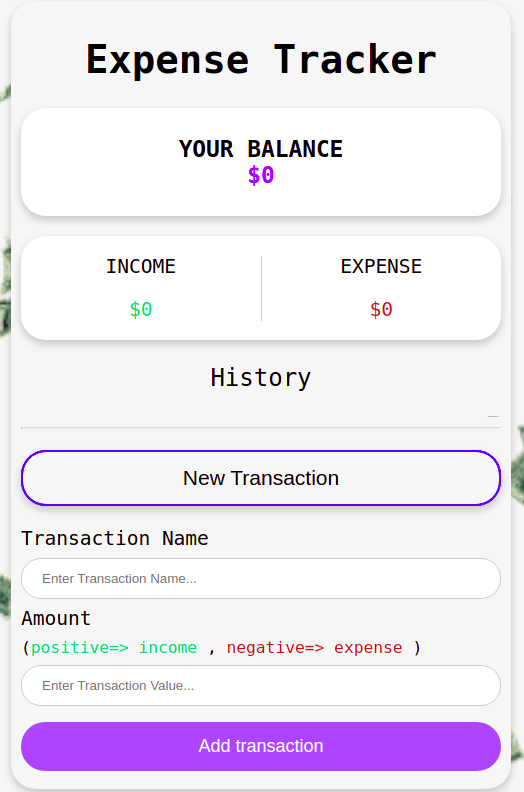 Expense Tracker
YOUR BALANCE
$0
INCOME EXPENSE
$0 $0
History
New Transaction
Transaction Name
Enter Transaction Name...
Amount
(positive=> income , negative=> expense )
Enter Transaction Value...
Add transaction